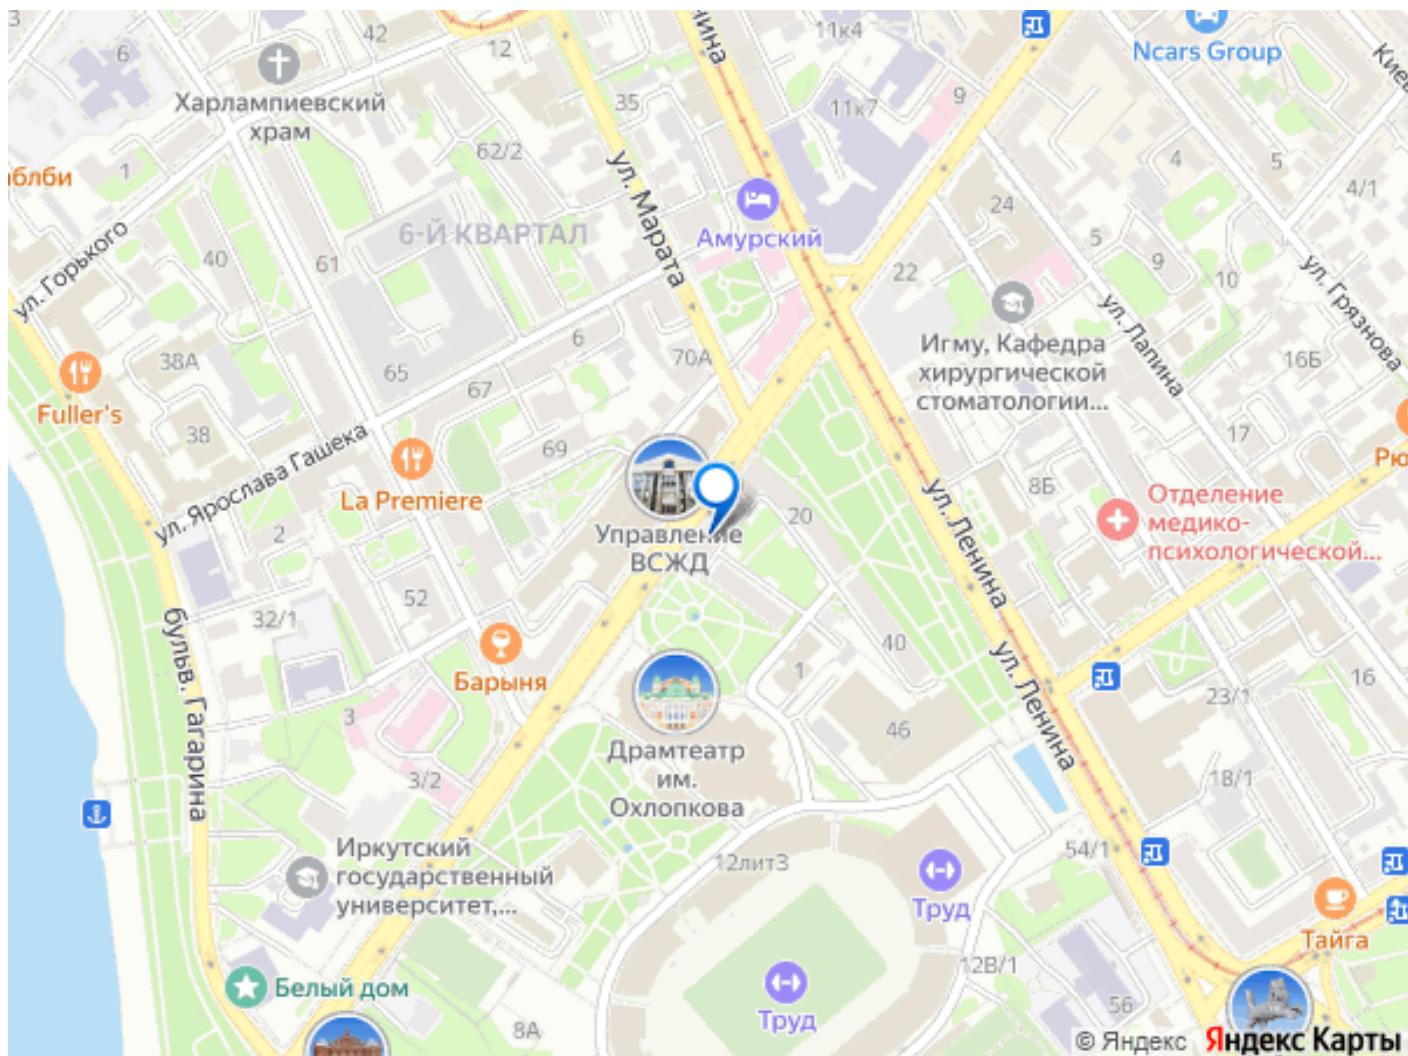 42
12
6
3
Харлампиевский
храм
35
62/2
1
аблби
ул. Горького
40
61
6-Й КВАРТАЛ
ул. Марата
11к4
11к7
9
Ncars Group
Амурский
24
22
4
5
4/1
5
9
10
ул. Грязнова
ул. Лапина
16Б
17
Игму, Кафедра
хирургической
стоматологии...
38А
65
6
67
70А
Fuller's
38
ул. Ярослава Гашека
La Premiere
69
2
Управление
ВСЖД
20
ул. Ленина
8Б
Отделение
медико-
психологической...
52
32/1
бульв. Гагарина
Барыня
3
3/2
1
40
46
ул. Ленина
23/1
16
18/1
Драмтеатр
им.
Охлопкова
Иркутский
государственный
университет,...
12лит3
Труд
54/1
Тайга
12В/1
56
Белый дом
8А
Труд
© Яндекс Яндекс Карты